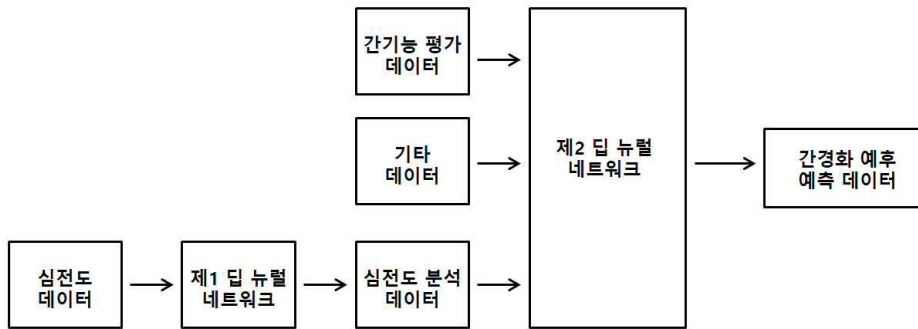 간기능 평가
데이터
기타
데이터
제2 딥 뉴럴
네트워크
간경화 예후
예측 데이터
심전도
데이터
제1 딥 뉴럴
네트워크
심전도 분석
데이터